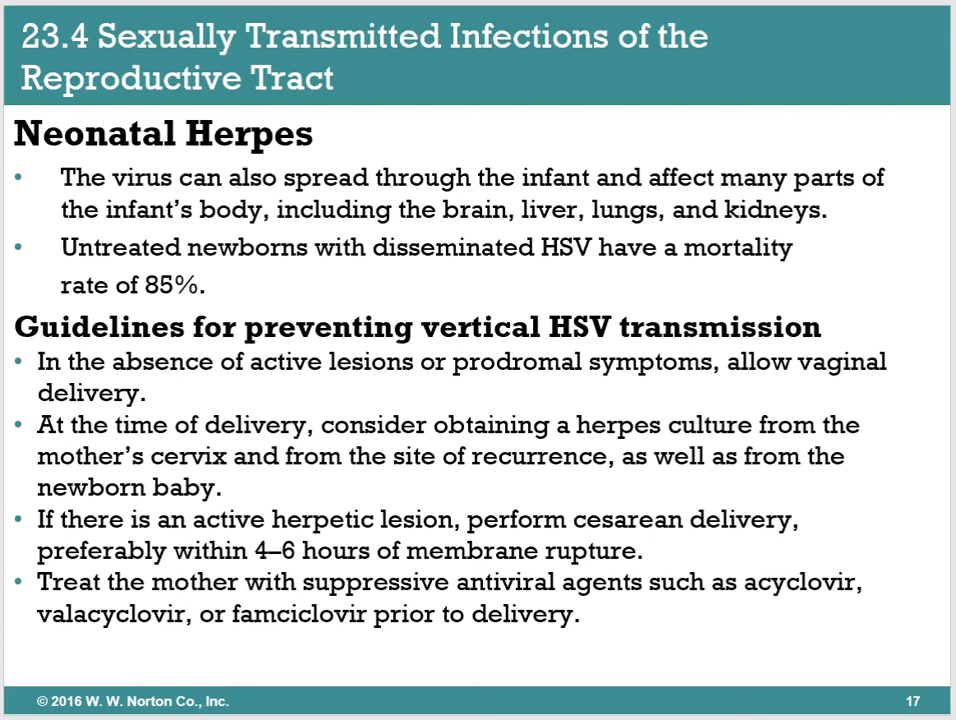 23.4 Sexually Transmitted Infections of the
Reproductive Tract
Neonatal Herpes
• The virus can also spread through the infant and affect many parts of
the infant's body, including the brain, liver, lungs, and kidneys.
• Untreated newborns with disseminated HSV have a mortality
rate of 85%.
Guidelines for preventing vertical HSV transmission
• In the absence of active lesions or prodromal symptoms, allow vaginal
delivery.
• At the time of delivery, consider obtaining a herpes culture from the
mother's cervix and from the site of recurrence, as well as from the
newborn baby.
• If there is an active herpetic lesion, perform cesarean delivery,
preferably within 4–6 hours of membrane rupture.
• Treat the mother with suppressive antiviral agents such as acyclovir,
valacyclovir, or famciclovir prior to delivery.
© 2016 W. W. Norton Co., Inc.
17